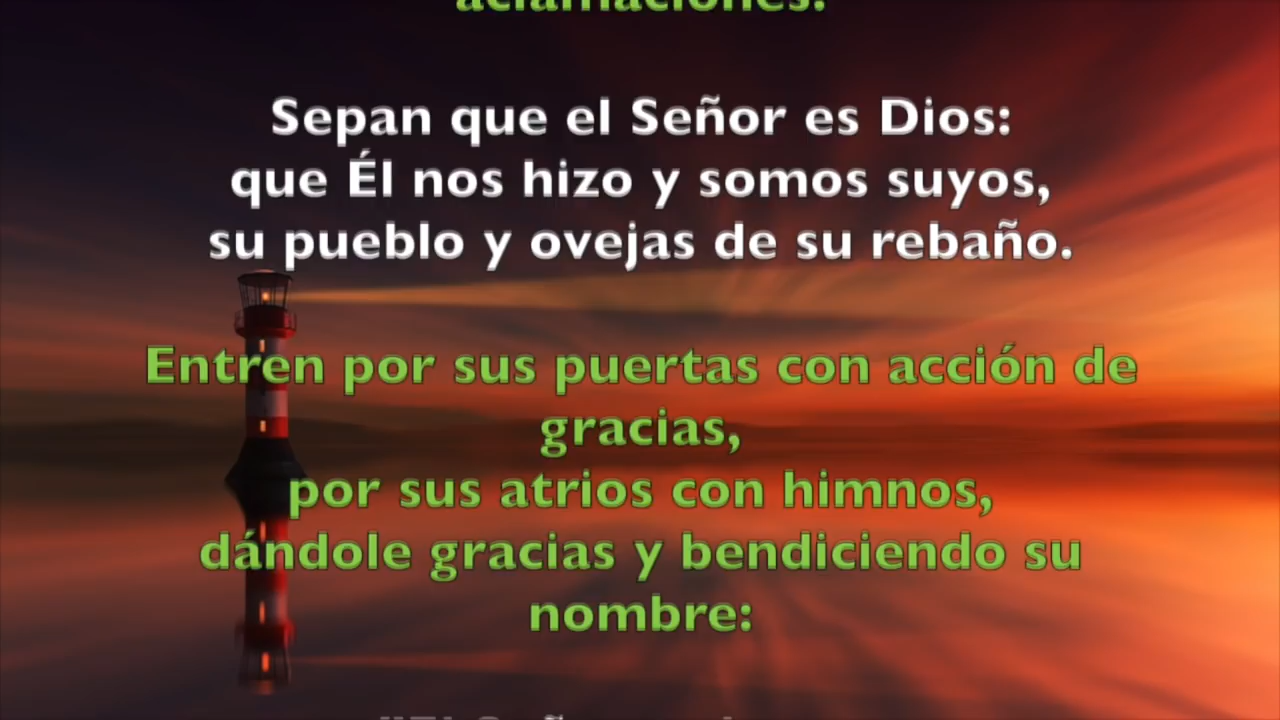 aclamaciones.
Sepan que el Señor es Dios:
que Él nos hizo y somos suyos,
su pueblo y ovejas de su rebaño.
Entren por sus puertas con acción de
gracias,
por sus atrios con himnos,
dándole gracias y bendiciendo su
nombre: